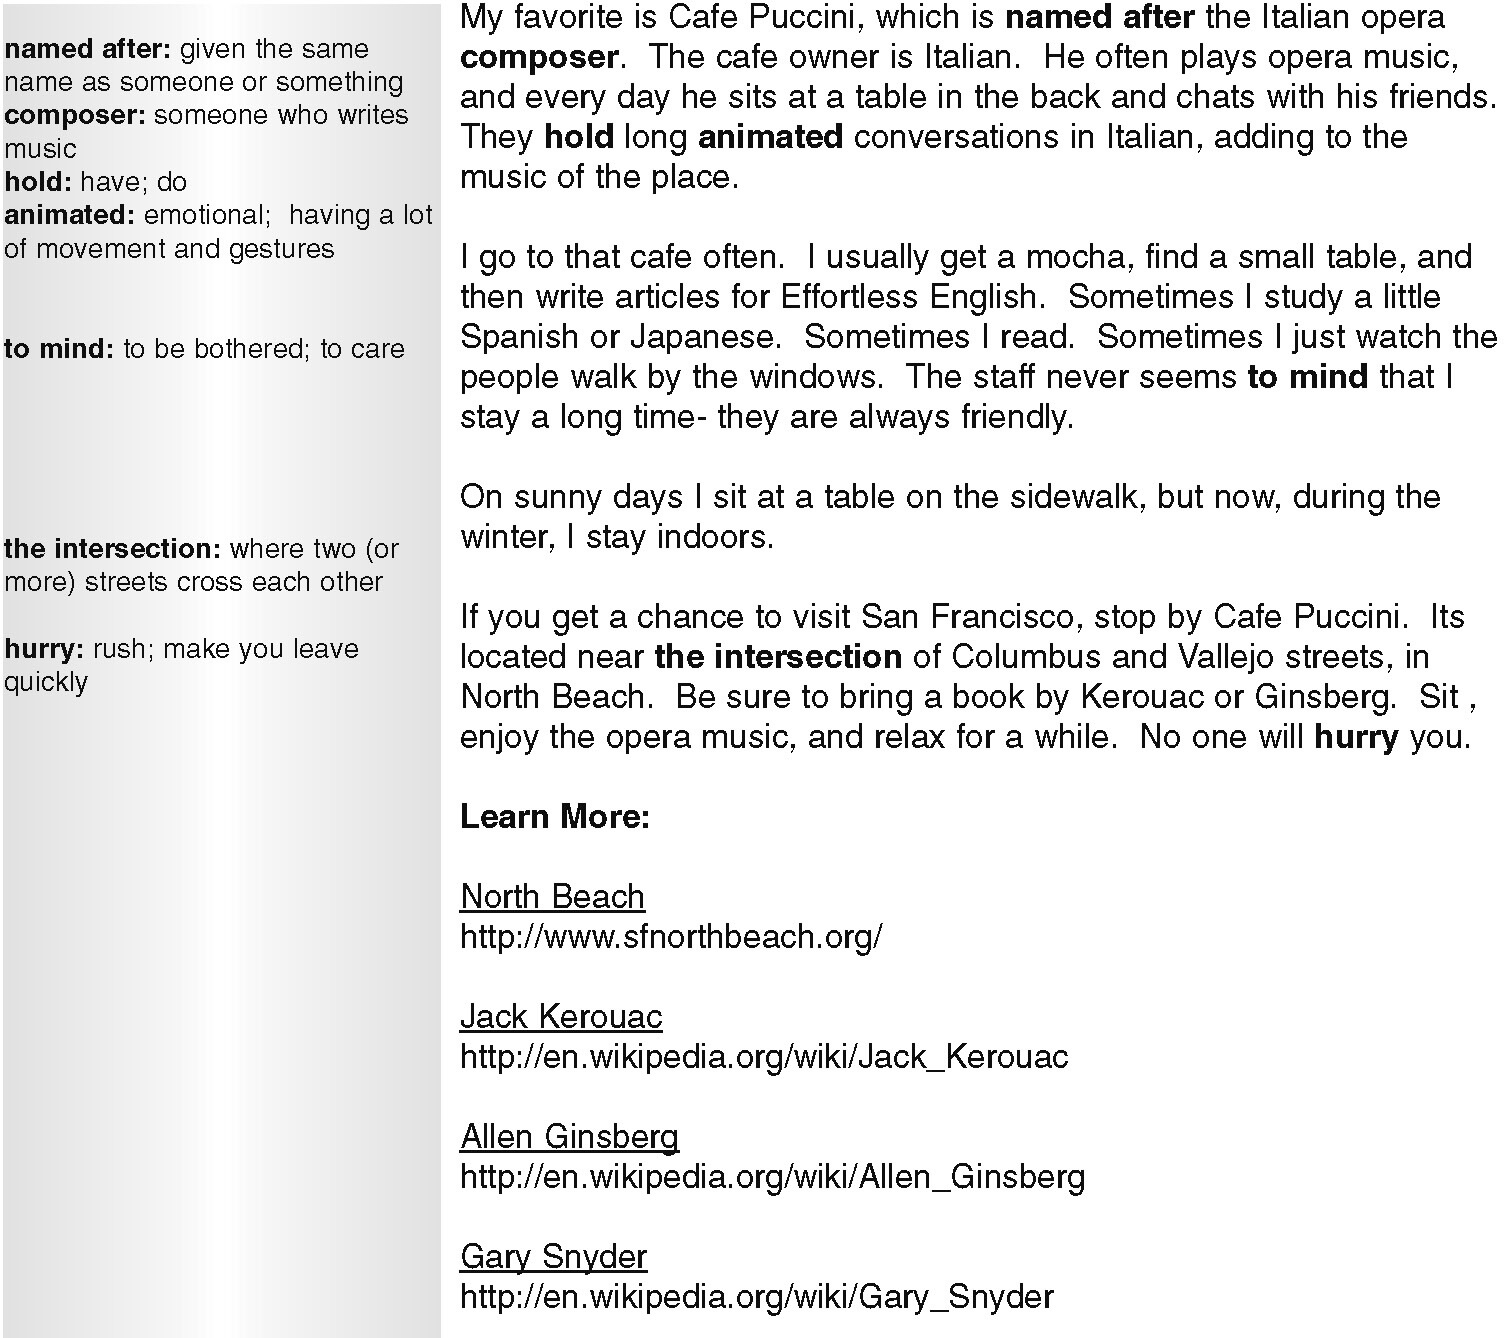 named after: given the same
name as someone or something
composer: someone who writes
music
hold: have; do
animated: emotional;  having a lot
of movement and gestures
to mind: to be bothered; to care
the intersection: where two (or
more) streets cross each other
hurry: rush; make you leave
quickly
My favorite is Cafe Puccini, which is named after the Italian opera
composer.  The cafe owner is Italian.  He often plays opera music,
and every day he sits at a table in the back and chats with his friends.
They hold long animated conversations in Italian, adding to the
music of the place.
I go to that cafe often.  I usually get a mocha, find a small table, and
then write articles for Effortless English.  Sometimes I study a little
Spanish or Japanese.  Sometimes I read.  Sometimes I just watch the
people walk by the windows.  The staff never seems to mind that I
stay a long time- they are always friendly.
On sunny days I sit at a table on the sidewalk, but now, during the
winter, I stay indoors.
If you get a chance to visit San Francisco, stop by Cafe Puccini.  Its
located near the intersection of Columbus and Vallejo streets, in
North Beach.  Be sure to bring a book by Kerouac or Ginsberg.  Sit ,
enjoy the opera music, and relax for a while.  No one will hurry you.
Learn More:
North Beach
http://www.sfnorthbeach.org/
Jack Kerouac
http://en.wikipedia.org/wiki/Jack_Kerouac
Allen Ginsberg
http://en.wikipedia.org/wiki/Allen_Ginsberg
Gary Snyder
http://en.wikipedia.org/wiki/Gary_Snyder